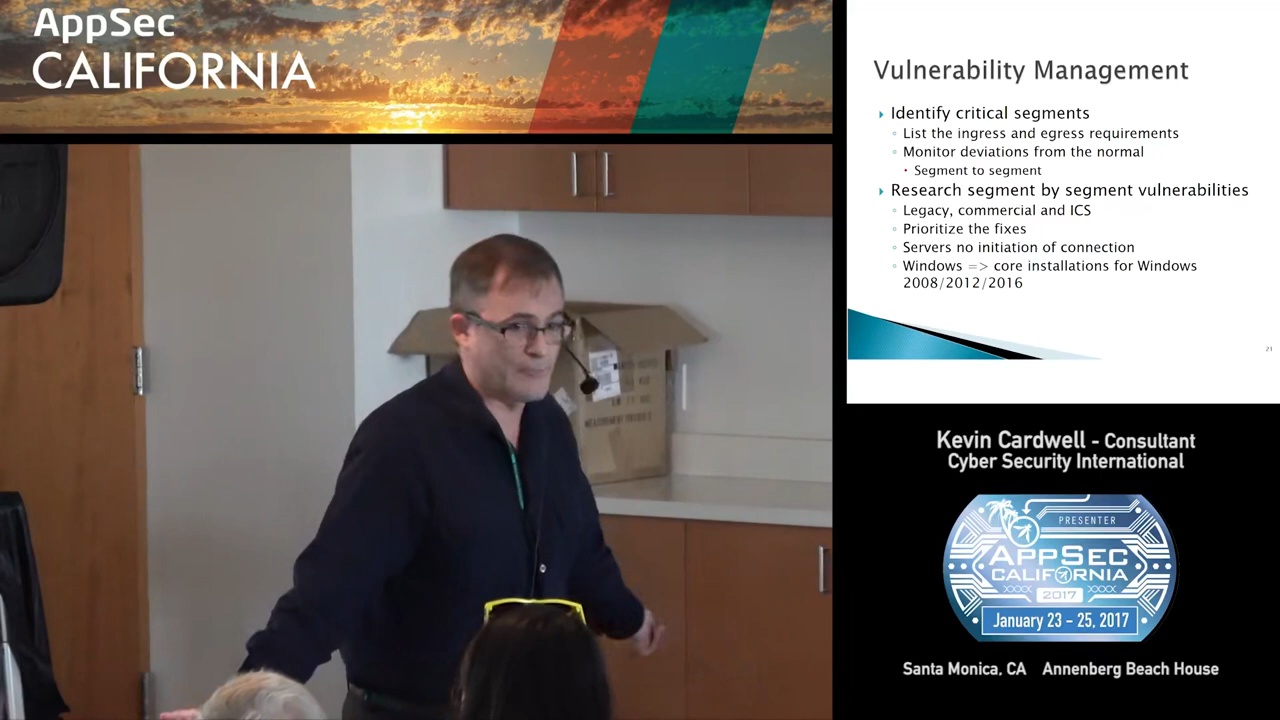 AppSec
CALIFORNIA
Vulnerability Management
Identify critical segments
List the ingress and egress requirements
Monitor deviations from the normal
Segment to segment
Research segment by segment vulnerabilities
Legacy, commercial and ICS
Prioritize the fixes
Servers no initiation of connection
Windows => core installations for Windows
2008/2012/2016
21
Kevin Cardwell - Consultant
Cyber Security International
PRESENTER
APPSEC
CALIFORNIA
2017
January 23 - 25, 2017
Santa Monica, CA Annenberg Beach House